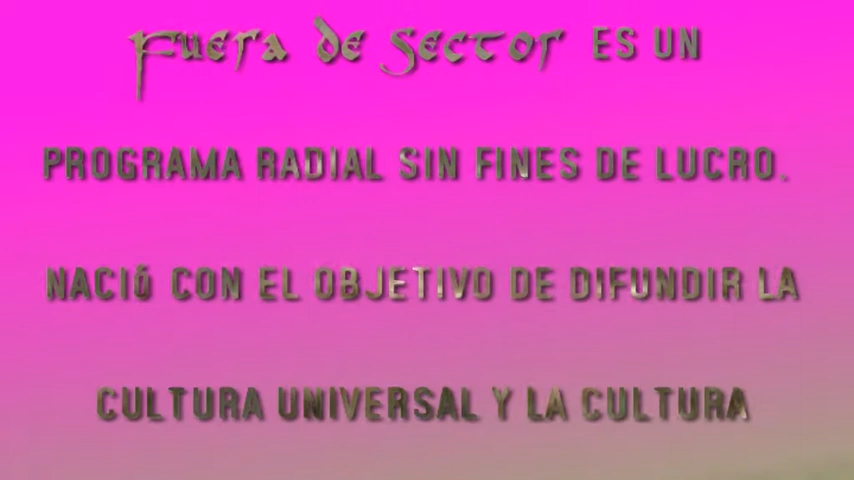 Fuera de Sector ES UN
PROGRAMA RADIAL SIN FINES DE LUCRO.
NACIÓ CON EL OBJETIVO DE DIFUNDIR LA
CULTURA UNIVERSAL Y LA CULTURA